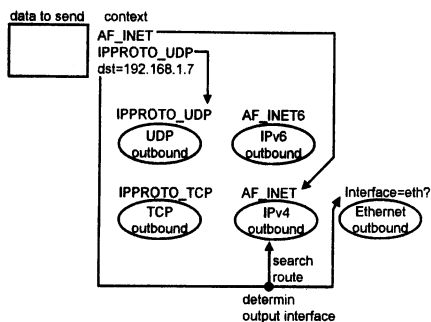 data to send
context
AF_INET
IPPROTO_UDP
dst=192.168.1.7
IPPROTO_UDP
AF_INET6
UDP
outbound
IPv6
outbound
IPPROTO_TCP
AF_INET
Interface=eth?
TCP
outbound
IPv4
outbound
Ethernet
outbound
search
route
determin
output interface